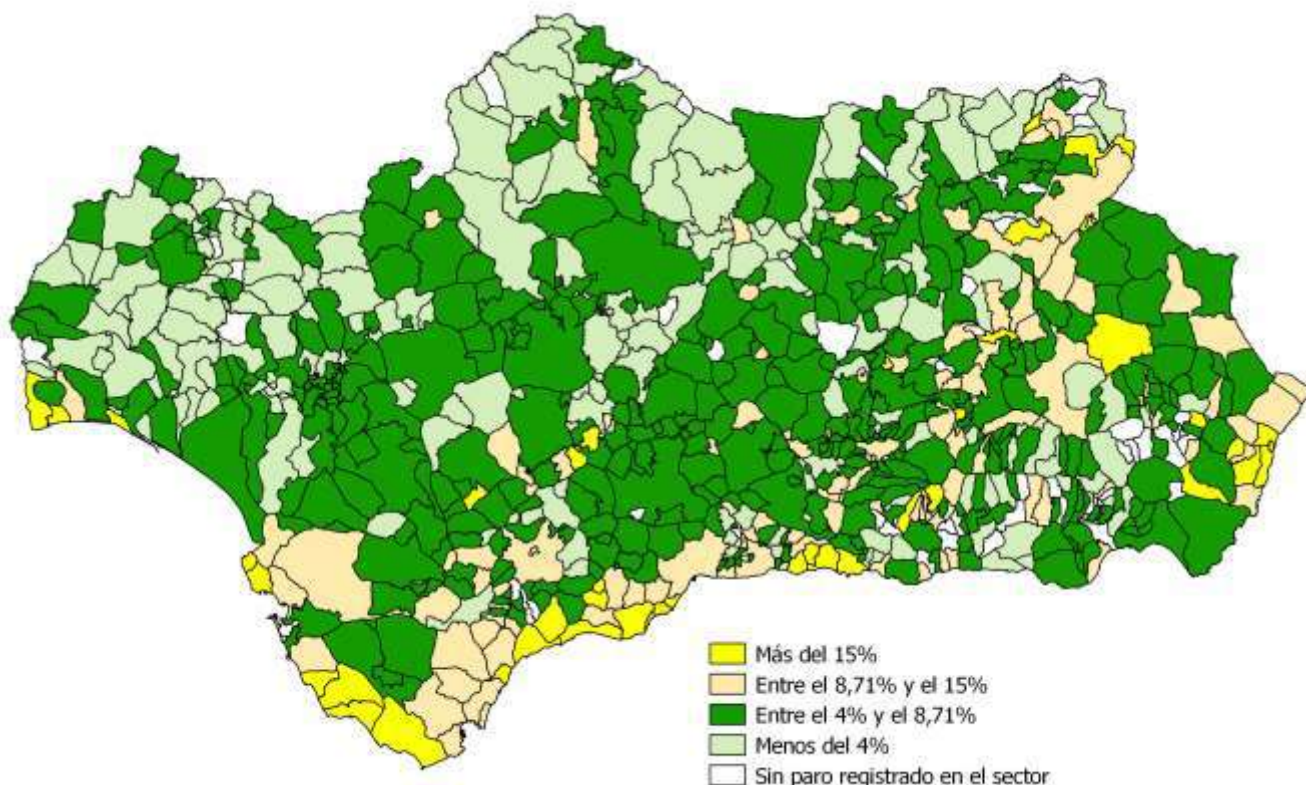 Más del 15%
Entre el 8,71% y el 15%
Entre el 4% y el 8,71%
Menos del 4%
Sin paro registrado en el sector